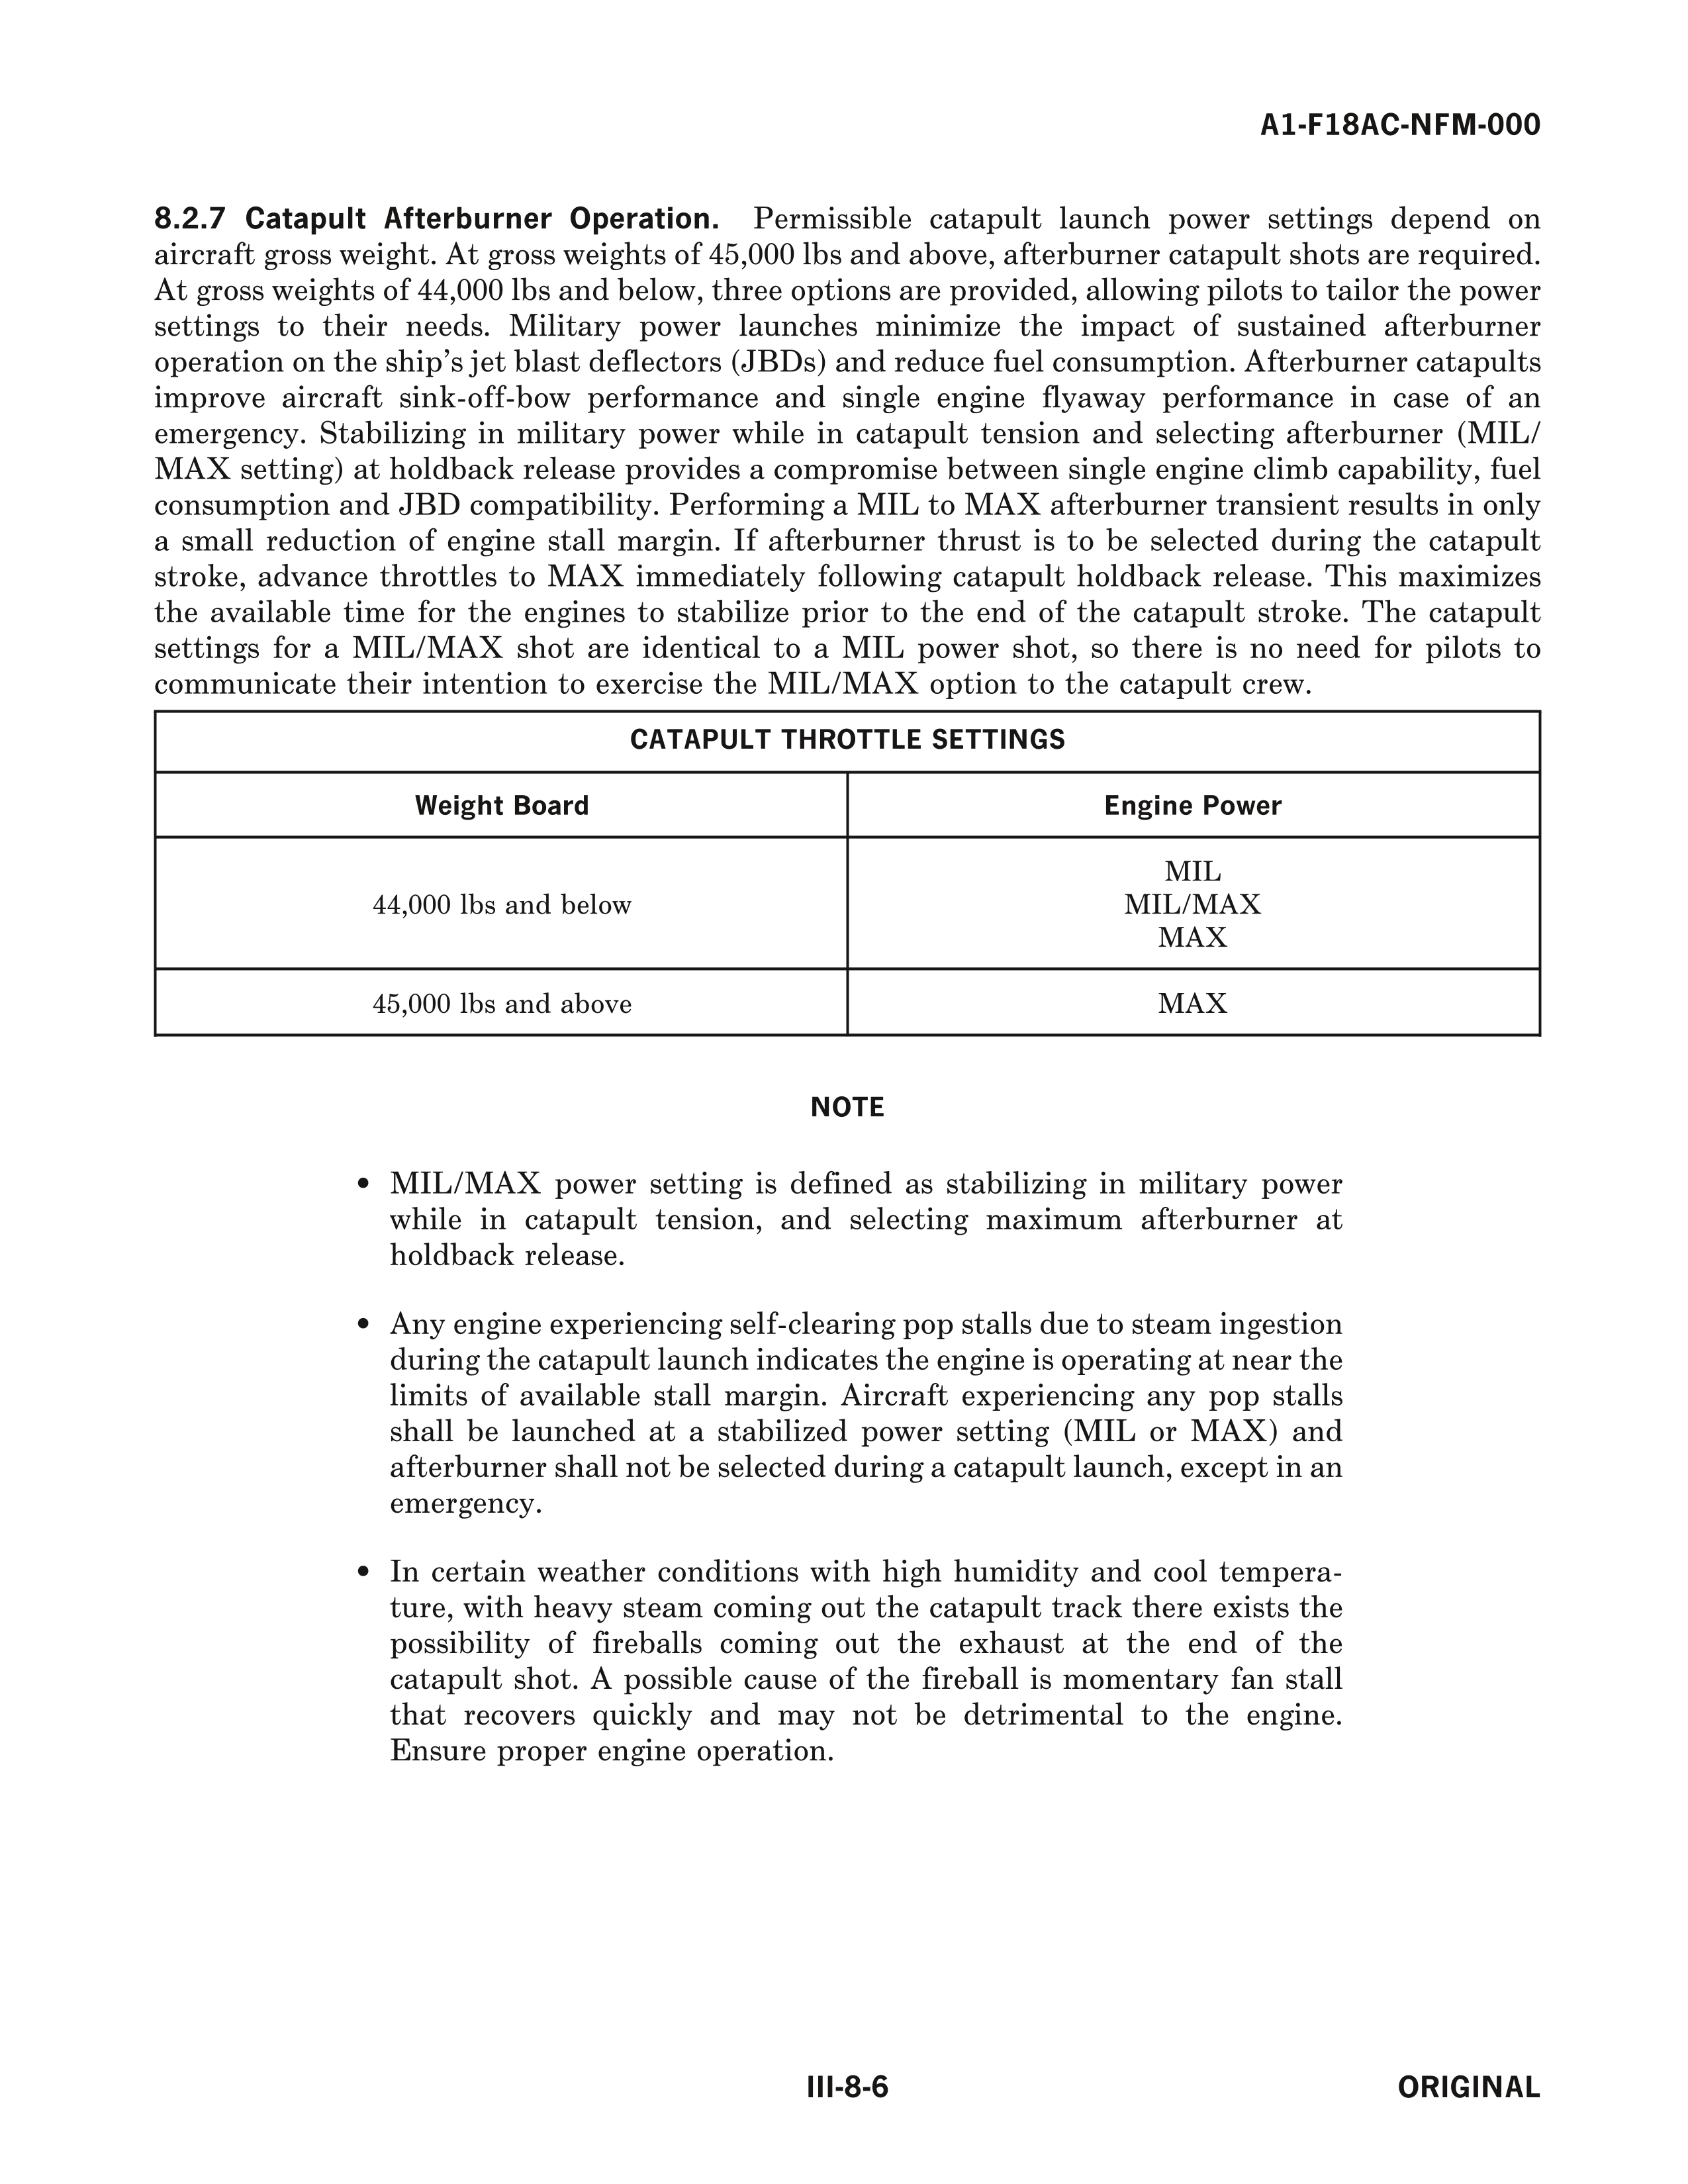 A1-F18AC-NFM-000
8.2.7 Catapult Afterburner Operation. Permissible catapult launch power settings depend on
aircraft gross weight. At gross weights of 45,000 lbs and above, afterburner catapult shots are required.
At gross weights of 44,000 lbs and below, three options are provided, allowing pilots to tailor the power
settings to their needs. Military power launches minimize the impact of sustained afterburner
operation on the ship's jet blast deflectors (JBDs) and reduce fuel consumption. Afterburner catapults
improve aircraft sink-off-bow performance and single engine flyaway performance in case of an
emergency. Stabilizing in military power while in catapult tension and selecting afterburner (MIL/
MAX setting) at holdback release provides a compromise between single engine climb capability, fuel
consumption and JBD compatibility. Performing a MIL to MAX afterburner transient results in only
a small reduction of engine stall margin. If afterburner thrust is to be selected during the catapult
stroke, advance throttles to MAX immediately following catapult holdback release. This maximizes
the available time for the engines to stabilize prior to the end of the catapult stroke. The catapult
settings for a MIL/MAX shot are identical to a MIL power shot, so there is no need for pilots to
communicate their intention to exercise the MIL/MAX option to the catapult crew.
CATAPULT THROTTLE SETTINGS
Weight Board Engine Power
44,000 lbs and below
MIL
MIL/MAX
MAX
45,000 lbs and above MAX
NOTE
• MIL/MAX power setting is defined as stabilizing in military power
while in catapult tension, and selecting maximum afterburner at
holdback release.
• Any engine experiencing self-clearing pop stalls due to steam ingestion
during the catapult launch indicates the engine is operating at near the
limits of available stall margin. Aircraft experiencing any pop stalls
shall be launched at a stabilized power setting (MIL or MAX) and
afterburner shall not be selected during a catapult launch, except in an
emergency.
• In certain weather conditions with high humidity and cool tempera-
ture, with heavy steam coming out the catapult track there exists the
possibility of fireballs coming out the exhaust at the end of the
catapult shot. A possible cause of the fireball is momentary fan stall
that recovers quickly and may not be detrimental to the engine.
Ensure proper engine operation.
III-8-6 ORIGINAL